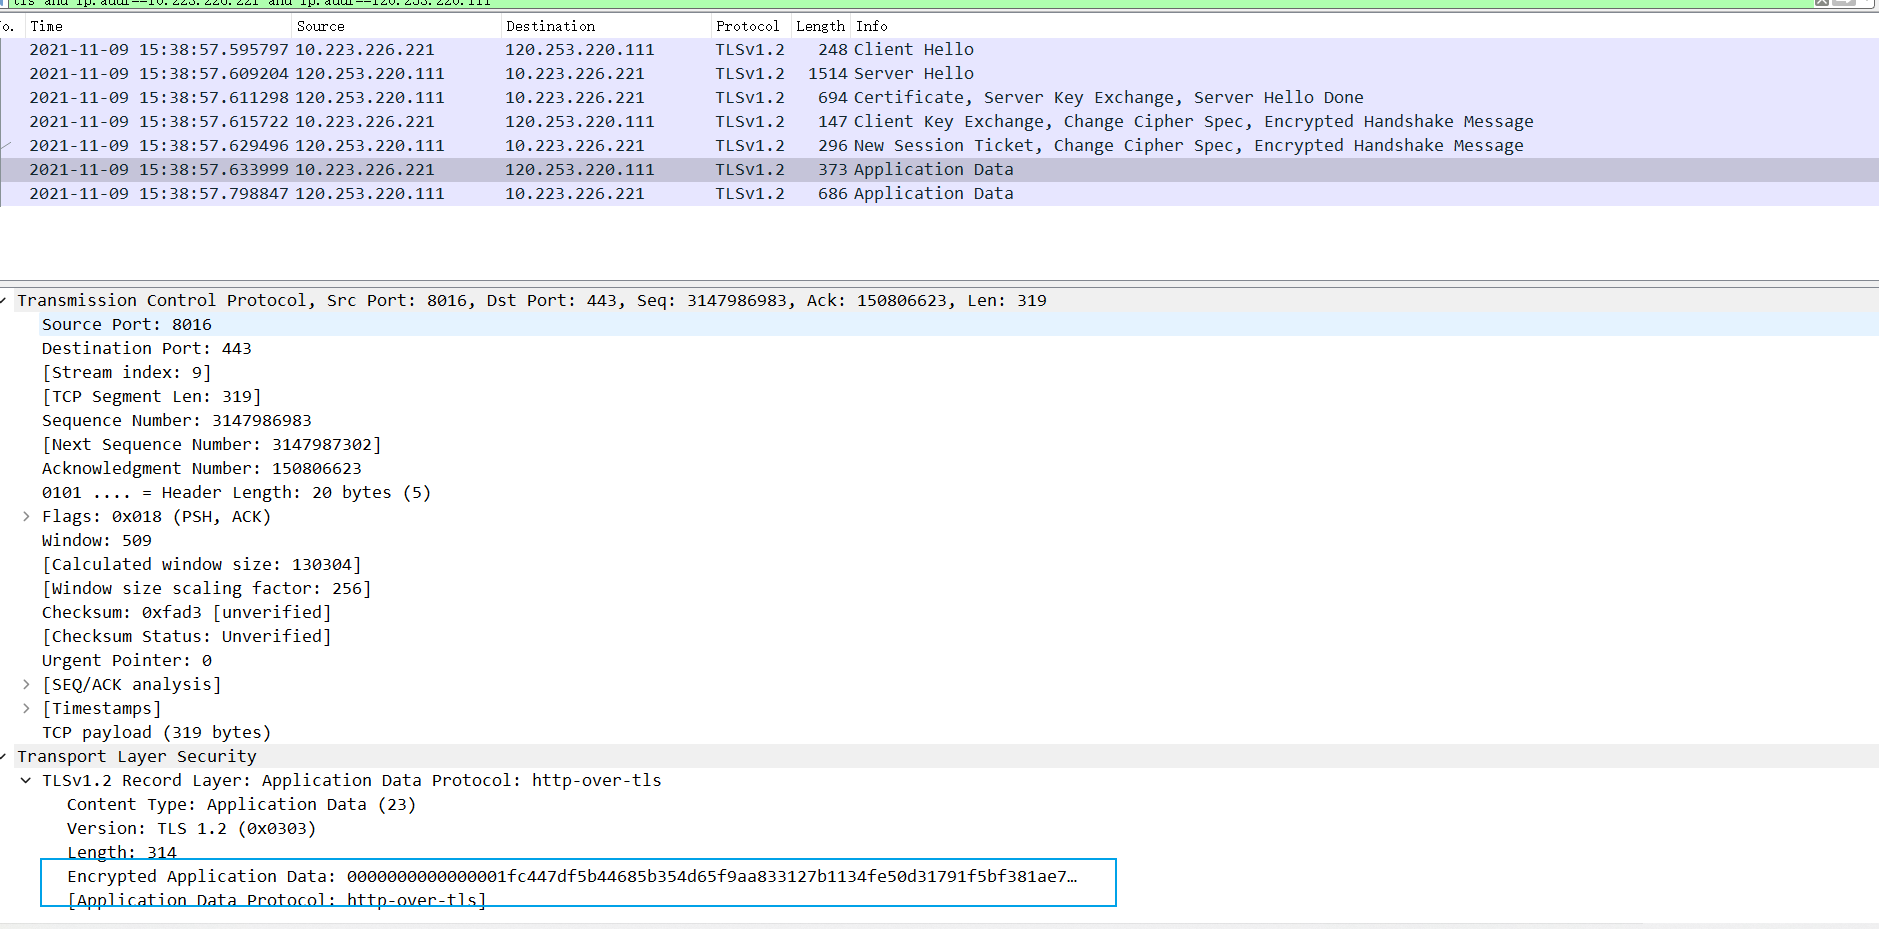 tls and ip.addr==10.223.226.221 and ip.addr==120.253.220.111
o. Time Source Destination Protocol Length Info
2021-11-09 15:38:57.595797 10.223.226.221 120.253.220.111 TLSv1.2 248 Client Hello
2021-11-09 15:38:57.609204 120.253.220.111 10.223.226.221 TLSv1.2 1514 Server Hello
2021-11-09 15:38:57.611298 120.253.220.111 10.223.226.221 TLSv1.2 694 Certificate, Server Key Exchange, Server Hello Done
2021-11-09 15:38:57.615722 10.223.226.221 120.253.220.111 TLSv1.2 147 Client Key Exchange, Change Cipher Spec, Encrypted Handshake Message
2021-11-09 15:38:57.629496 120.253.220.111 10.223.226.221 TLSv1.2 296 New Session Ticket, Change Cipher Spec, Encrypted Handshake Message
2021-11-09 15:38:57.633999 10.223.226.221 120.253.220.111 TLSv1.2 373 Application Data
2021-11-09 15:38:57.798847 120.253.220.111 10.223.226.221 TLSv1.2 686 Application Data
Transmission Control Protocol, Src Port: 8016, Dst Port: 443, Seq: 3147986983, Ack: 150806623, Len: 319
Source Port: 8016
Destination Port: 443
[Stream index: 9]
[TCP Segment Len: 319]
Sequence Number: 3147986983
[Next Sequence Number: 3147987302]
Acknowledgment Number: 150806623
0101 .... = Header Length: 20 bytes (5)
Flags: 0x018 (PSH, ACK)
Window: 509
[Calculated window size: 130304]
[Window size scaling factor: 256]
Checksum: 0xfad3 [unverified]
[Checksum Status: Unverified]
Urgent Pointer: 0
[SEQ/ACK analysis]
[Timestamps]
TCP payload (319 bytes)
Transport Layer Security
TLSv1.2 Record Layer: Application Data Protocol: http-over-tls
Content Type: Application Data (23)
Version: TLS 1.2 (0x0303)
Length: 314
Encrypted Application Data: 0000000000000001fc447df5b44685b354d65f9aa833127b1134fe50d31791f5bf381ae7…
[Application Data Protocol: http-over-tls]